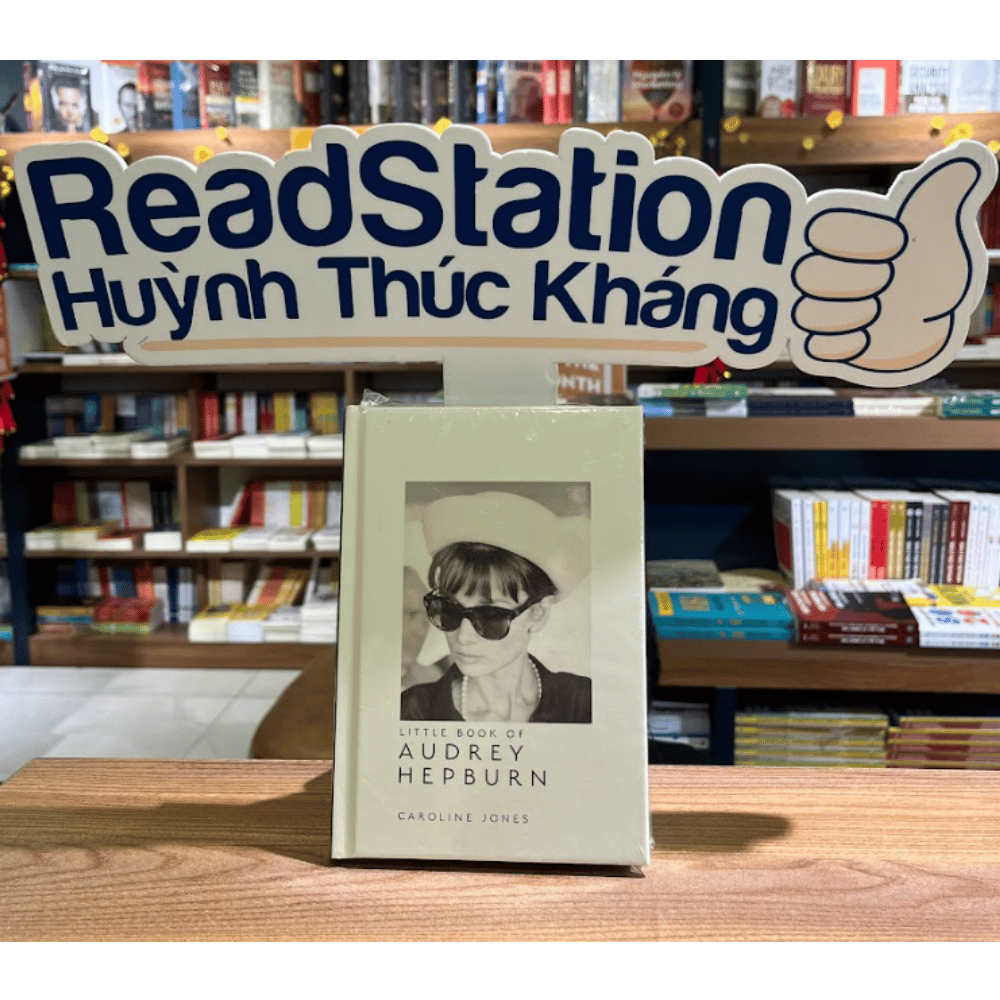 ReadStation
Huỳnh Thúc Kháng
LITTLE BOOK OF
AUDREY
HEPBURN
CAROLINE JONES